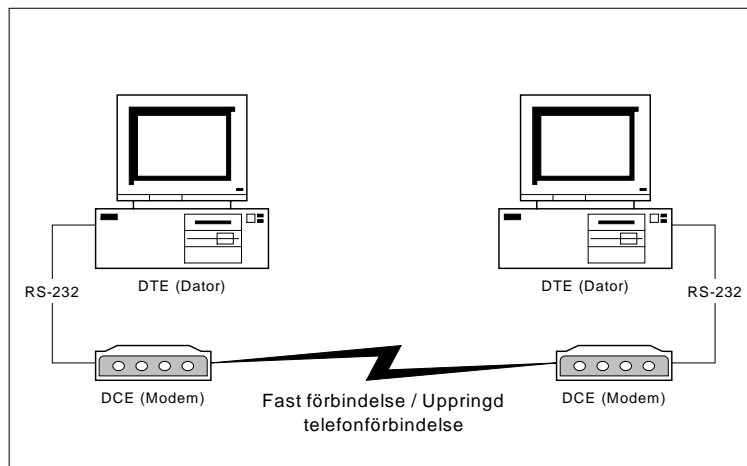 DTE (Dator)
DTE (Dator)
RS-232
RS-232
DCE (Modem)
DCE (Modem)
Fast förbindelse / Uppringd
telefonförbindelse